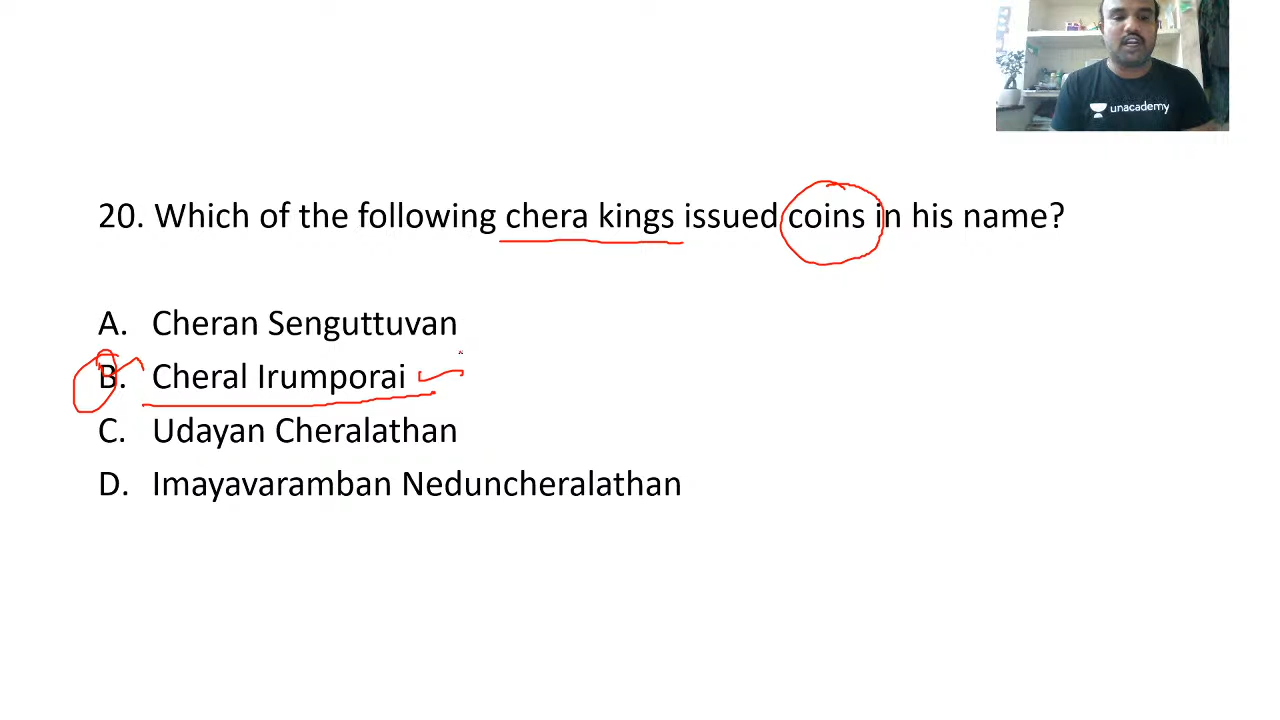 unacademy
20. Which of the following chera kings issued coins in his name?
A. Cheran Senguttuvan
B. Cheral Irumporai
C. Udayan Cheralathan
D. Imayavaramban Neduncheralathan